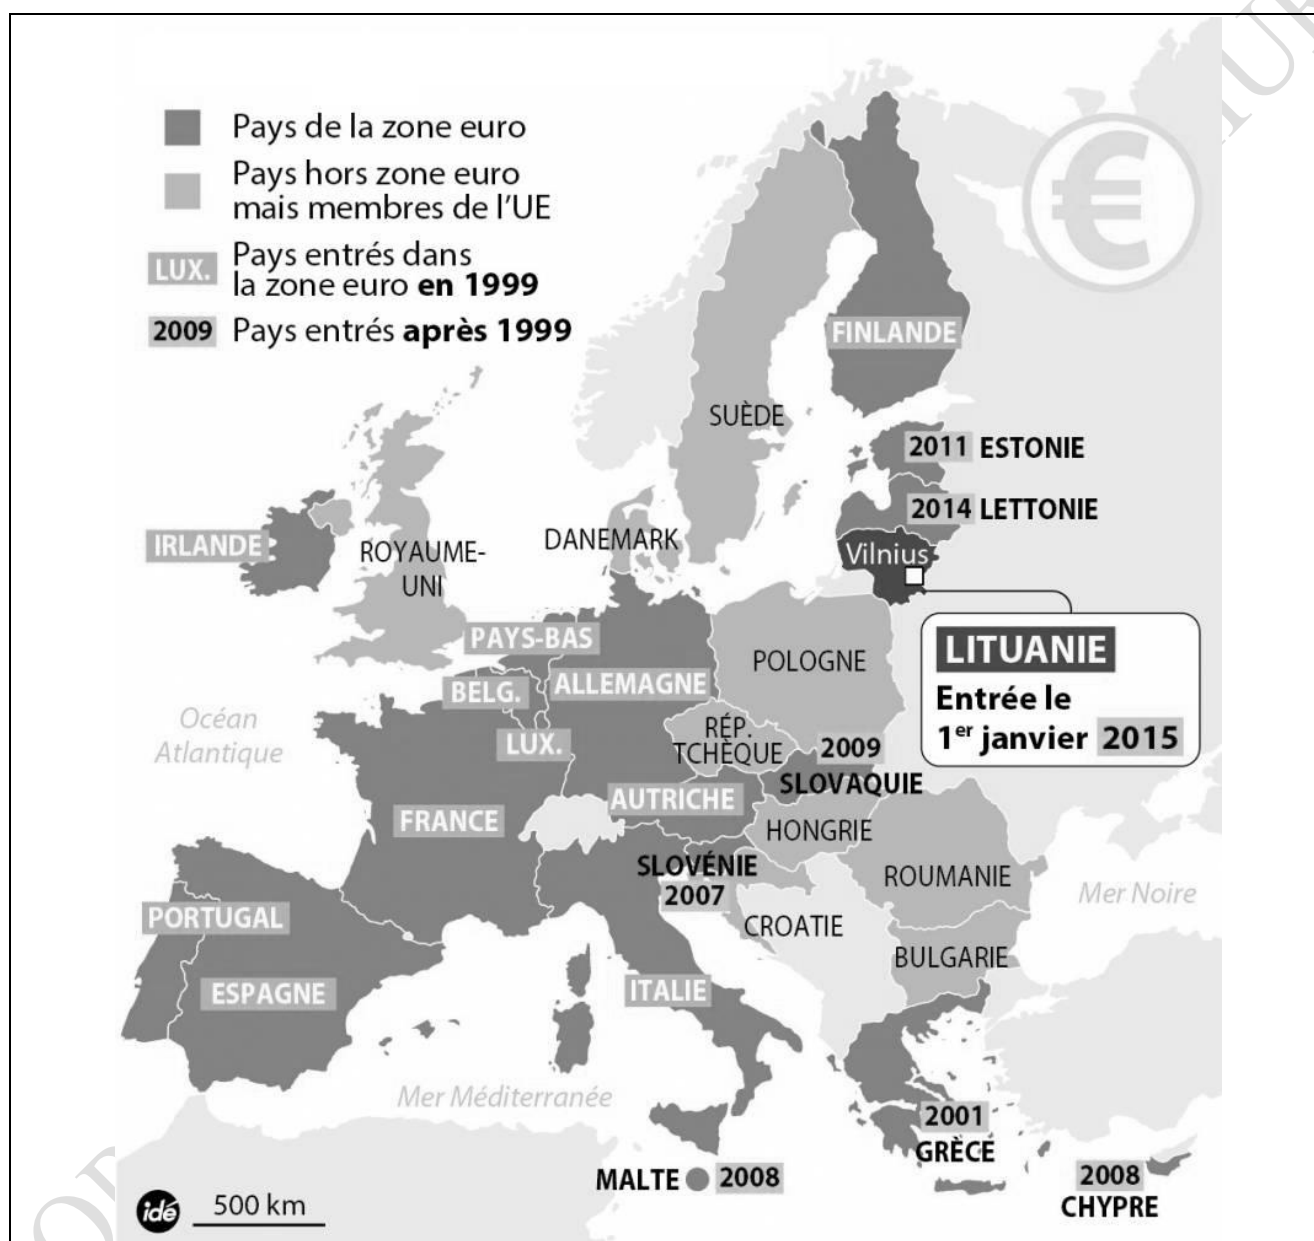 Pays de la zone euro
Pays hors zone euro
mais membres de l'UE
LUX.
Pays entrés dans
la zone euro en 1999
2009 Pays entrés après 1999
€
FINLANDE
SUÈDE
2011 ESTONIE
2014 LETTONIE
Vilnius
IRLANDE
ROYAUME-
UNI
DANEMARK
LITUANIE
Entrée le
1er janvier 2015
PAYS-BAS
POLOGNE
BELG.
ALLEMAGNE
Océan
Atlantique
LUX.
RÉP.
TCHÈQUE
2009
SLOVAQUIE
AUTRICHE
FRANCE
HONGRIE
SLOVÉNIE
2007
ROUMANIE
Mer Noire
PORTUGAL
CROATIE
BULGARIE
ESPAGNE
ITALIE
Mer Méditerranée
2001
GRÈCE
MALTE 2008
2008
CHYPRE
idé
500 km